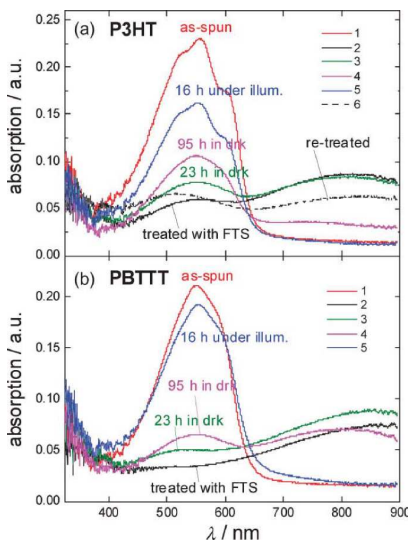 (a) P3HT
as-spun
1
2
3
4
5
6
16 h under illum.
95 h in drk
re-treated
23 h in drk
treated with FTS
0.25
0.20
0.15
0.10
0.05
0.00
absorption / a.u.
(b) PBTTT
as-spun
1
2
3
4
5
16 h under illum.
95 h in drk
23 h in drk
treated with FTS
0.20
0.15
0.10
0.05
0.00
absorption / a.u.
400 500 600 700 800 900
λ / nm